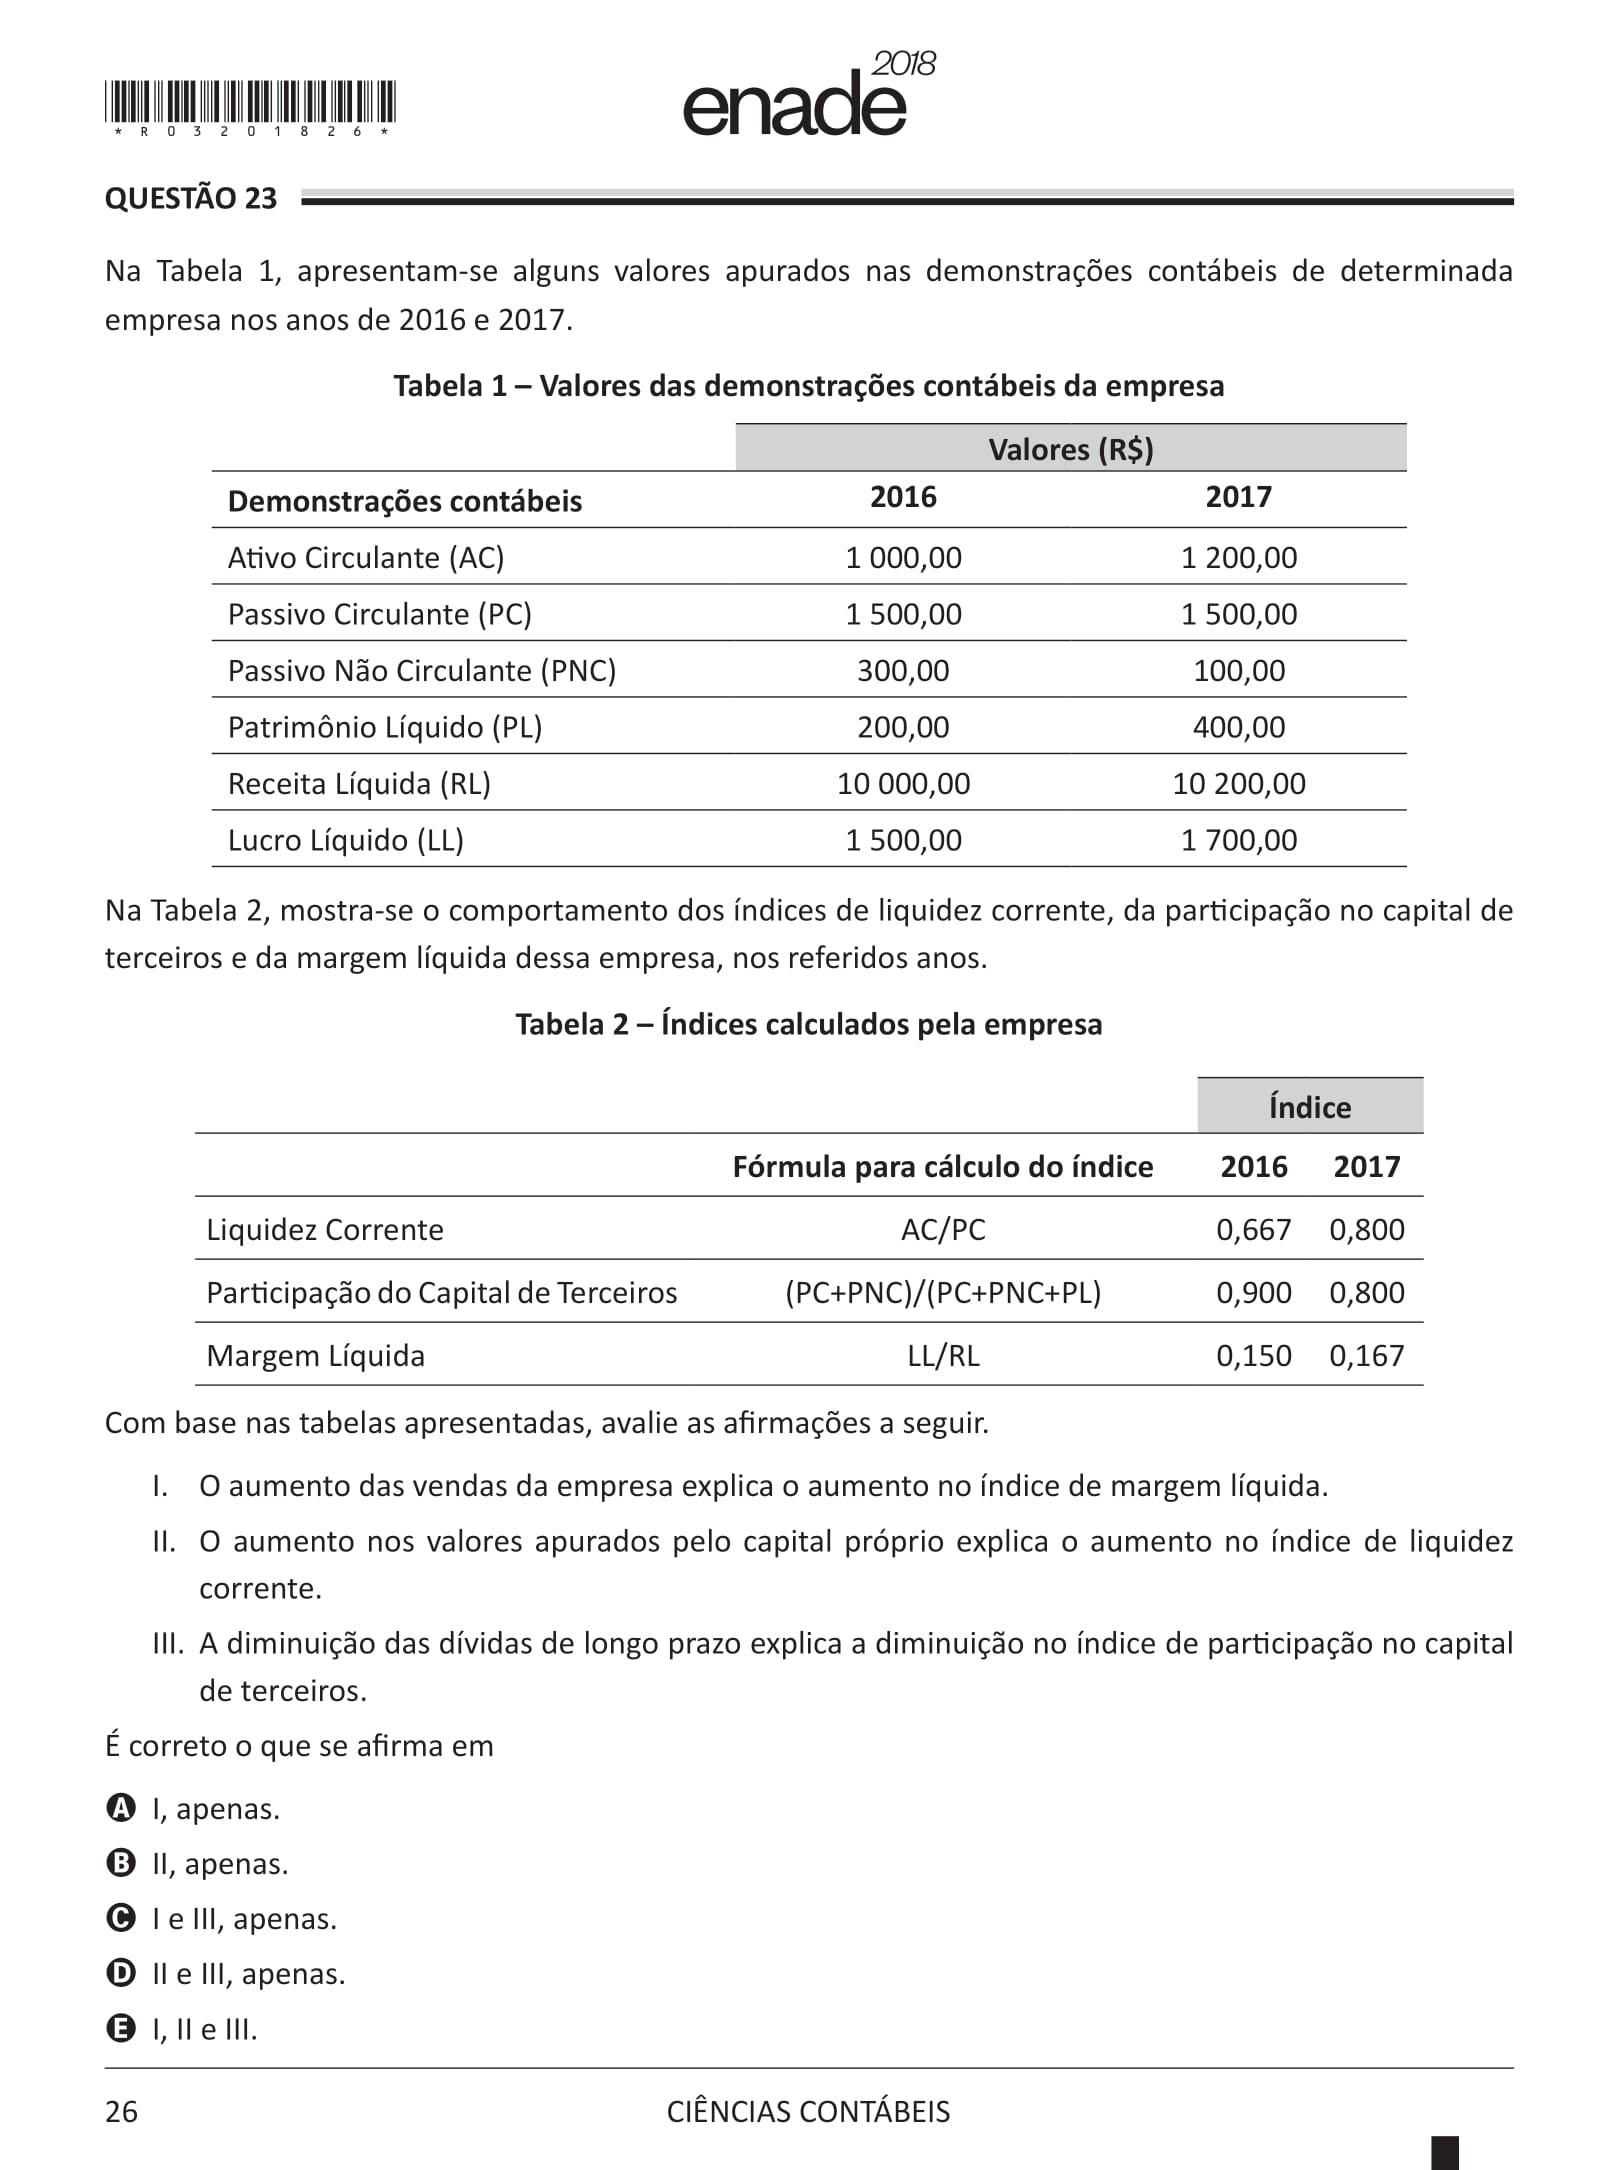 enade 2018
* R 0 3 2 0 1 8 2 6 *
QUESTÃO 23
Na Tabela 1, apresentam-se alguns valores apurados nas demonstrações contábeis de determinada
empresa nos anos de 2016 e 2017.
Tabela 1 – Valores das demonstrações contábeis da empresa
Valores (R$)
Demonstrações contábeis 2016 2017
Ativo Circulante (AC) 1 000,00 1 200,00
Passivo Circulante (PC) 1 500,00 1 500,00
Passivo Não Circulante (PNC) 300,00 100,00
Patrimônio Líquido (PL) 200,00 400,00
Receita Líquida (RL) 10 000,00 10 200,00
Lucro Líquido (LL) 1 500,00 1 700,00
Na Tabela 2, mostra-se o comportamento dos índices de liquidez corrente, da participação no capital de
terceiros e da margem líquida dessa empresa, nos referidos anos.
Tabela 2 – Índices calculados pela empresa
Índice
Fórmula para cálculo do índice 2016 2017
Liquidez Corrente AC/PC 0,667 0,800
Participação do Capital de Terceiros (PC+PNC)/(PC+PNC+PL) 0,900 0,800
Margem Líquida LL/RL 0,150 0,167
Com base nas tabelas apresentadas, avalie as afirmações a seguir.
I. O aumento das vendas da empresa explica o aumento no índice de margem líquida.
II. O aumento nos valores apurados pelo capital próprio explica o aumento no índice de liquidez
corrente.
III. A diminuição das dívidas de longo prazo explica a diminuição no índice de participação no capital
de terceiros.
É correto o que se afirma em
A I, apenas.
B II, apenas.
C I e III, apenas.
D II e III, apenas.
E I, II e III.
26 CIÊNCIAS CONTÁBEIS